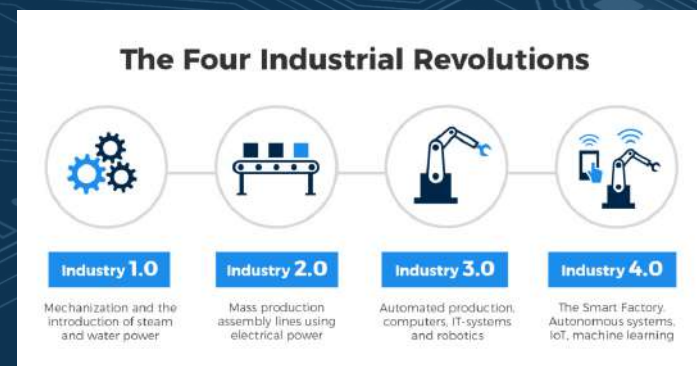 The Four Industrial Revolutions
Industry 1.0
Mechanization and the
introduction of steam
and water power
Industry 2.0
Mass production
assembly lines using
electrical power
Industry 3.0
Automated production,
computers, IT-systems
and robotics
Industry 4.0
The Smart Factory.
Autonomous systems,
IoT, machine learning